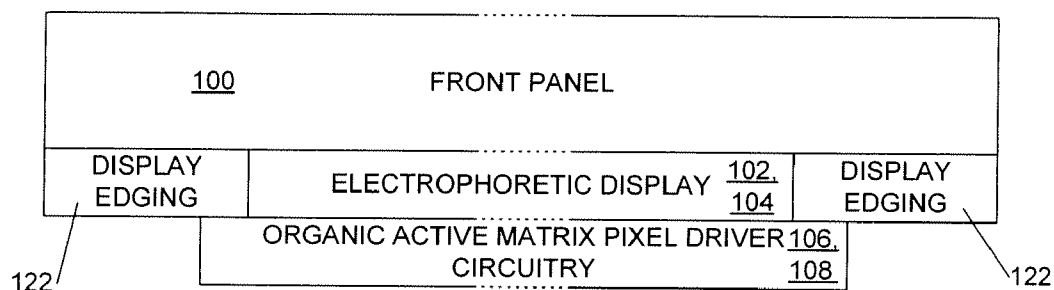 100 FRONT PANEL
DISPLAY EDGING
ELECTROPHORETIC DISPLAY 102, 104
DISPLAY EDGING
ORGANIC ACTIVE MATRIX PIXEL DRIVER CIRCUITRY 106, 108
122
122